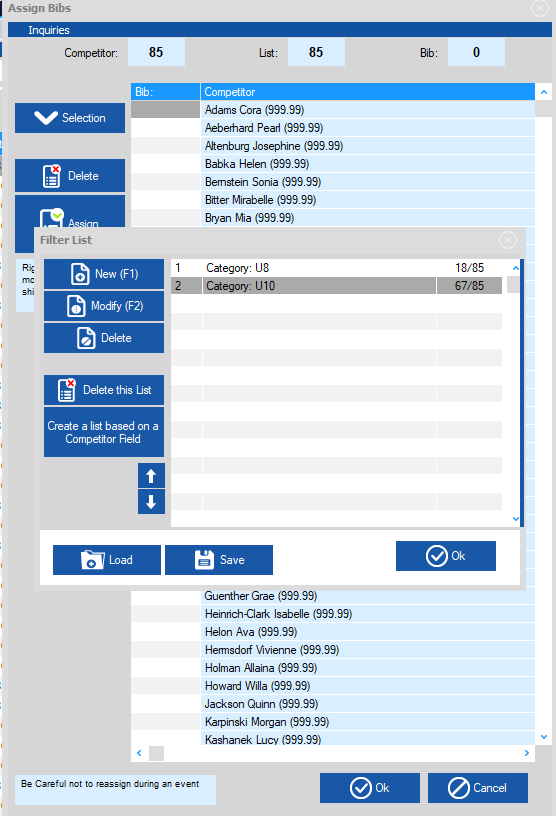 Assign Bibs
Inquiries
Competitor: 85 List: 85 Bib: 0
Bib: Competitor
Selection
Adams Cora (999.99)
Aeberhard Pearl (999.99)
Altenburg Josephine (999.99)
Babka Helen (999.99)
Delete
Bernstein Sonia (999.99)
Bitter Mirabelle (999.99)
Bryan Mia (999.99)
Assign
Filter List
New (F1)
Modify (F2)
Delete
Delete this List
Create a list based on a
Competitor Field
1 Category: U8 18/85
2 Category: U10 67/85
Load
Save
Ok
Guenther Grae (999.99)
Heinrich-Clark Isabelle (999.99)
Helon Ava (999.99)
Hermsdorf Vivienne (999.99)
Holman Allaina (999.99)
Howard Willa (999.99)
Jackson Quinn (999.99)
Karpinski Morgan (999.99)
Kashanek Lucy (999.99)
Be Careful not to reassign during an event
Ok
Cancel